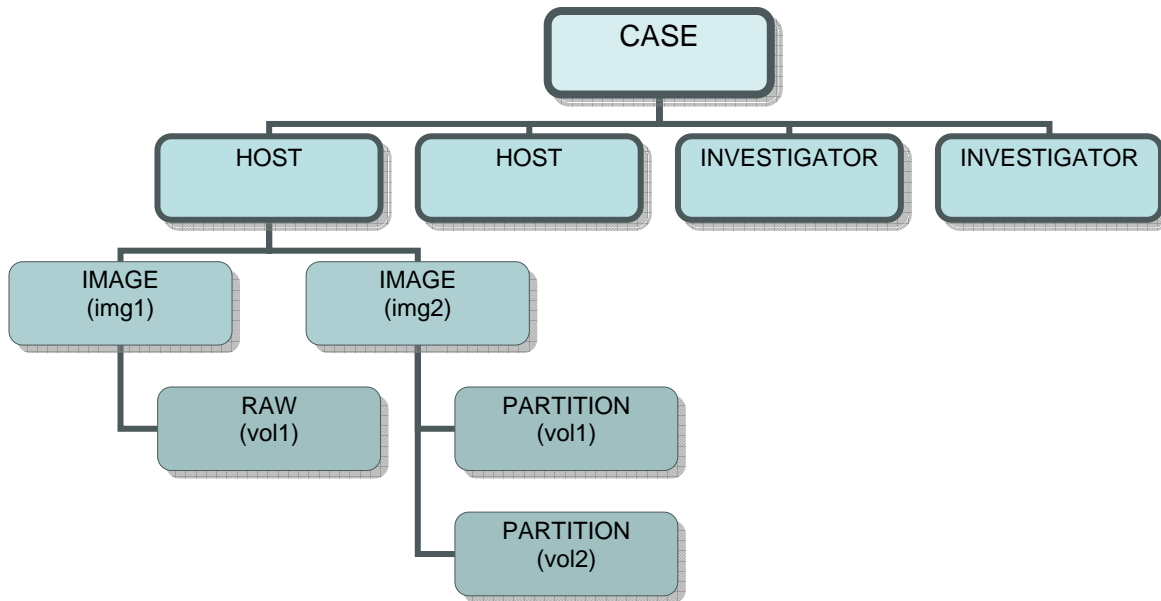 CASE
HOST
HOST
INVESTIGATOR
INVESTIGATOR
IMAGE
(img1)
IMAGE
(img2)
RAW
(vol1)
PARTITION
(vol1)
PARTITION
(vol2)